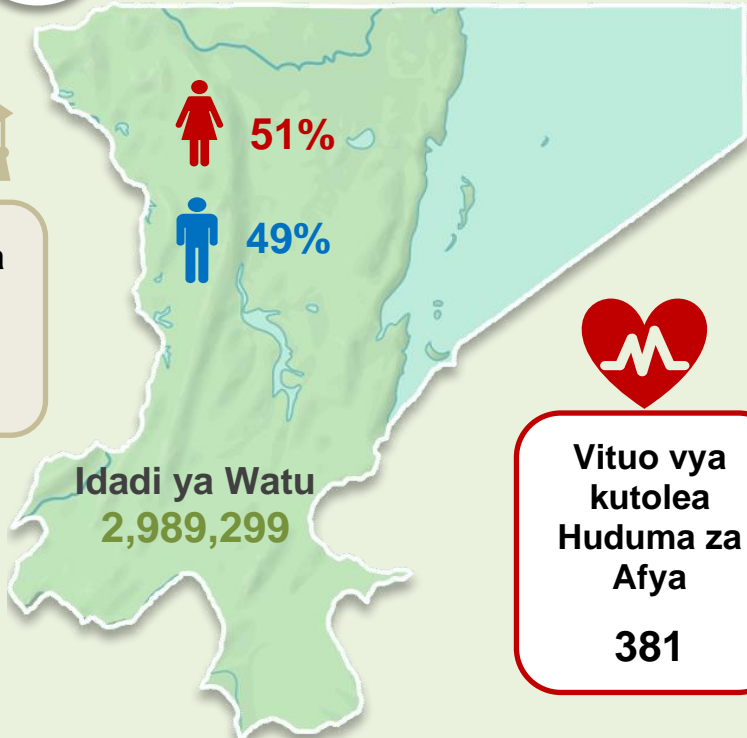 51%
49%
Idadi ya Watu
2,989,299
Vituo vya
kutolea
Huduma za
Afya
381